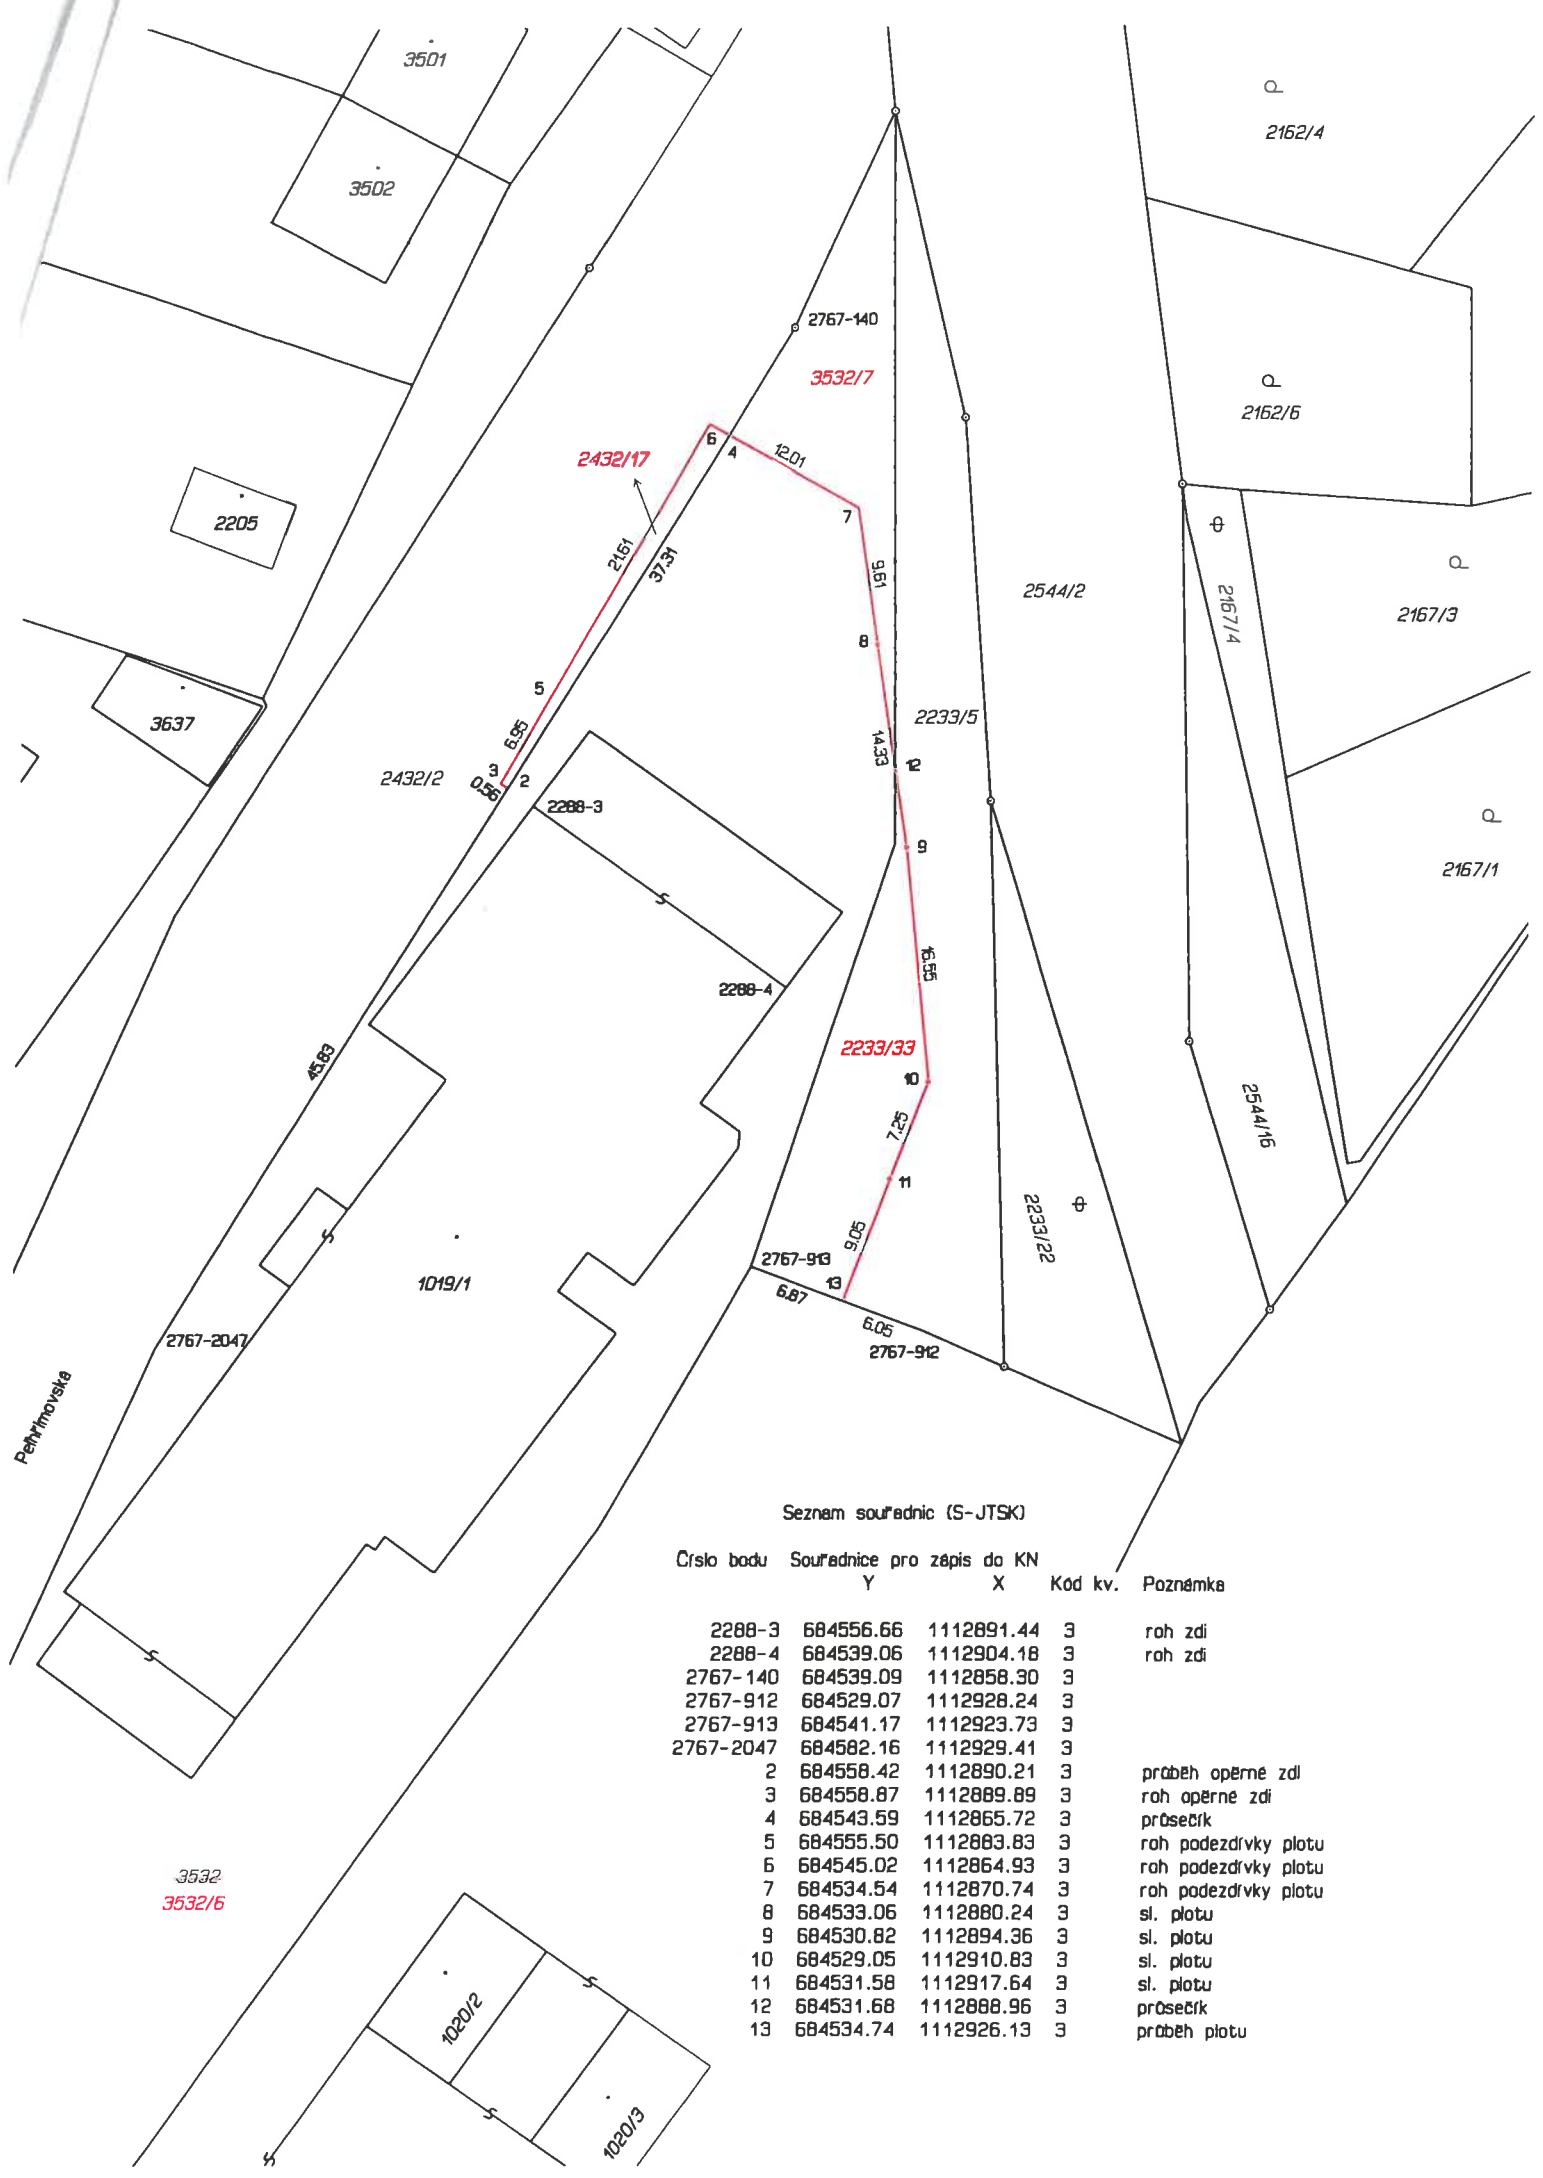 3501
3502
2162/4
2767-140
3532/7
2162/6
6
4
12.01
2432/17
7
2205
21.61
37.31
9.61
2544/2
2167/4
2167/3
8
5
2233/5
3637
6.95
14.33
12
2432/2
3
0.56
2
2288-3
9
2167/1
16.55
2288-4
2233/33
10
45.83
7.25
2544/16
11
9.05
2233/22
2767-913
13
1019/1
6.87
6.05
2767-912
2767-2047
Pelhřimovská
Seznam souřadnic (S-JTSK)
Číslo bodu Souřadnice pro zápis do KN
Y X Kód kv. Poznámka
2288-3 684556.66 1112891.44 3 roh zdi
2288-4 684539.06 1112904.18 3 roh zdi
2767-140 684539.09 1112858.30 3
2767-912 684529.07 1112928.24 3
2767-913 684541.17 1112923.73 3
2767-2047 684582.16 1112929.41 3
2 684558.42 1112890.21 3 průběh opěrné zdi
3 684558.87 1112889.89 3 roh opěrné zdi
4 684543.59 1112865.72 3 průsečík
5 684555.50 1112883.83 3 roh podezdívky plotu
6 684545.02 1112864.93 3 roh podezdívky plotu
7 684534.54 1112870.74 3 roh podezdívky plotu
8 684533.06 1112880.24 3 sl. plotu
9 684530.82 1112894.36 3 sl. plotu
10 684529.05 1112910.83 3 sl. plotu
11 684531.58 1112917.64 3 sl. plotu
12 684531.68 1112888.96 3 průsečík
13 684534.74 1112926.13 3 průběh plotu
3532
3532/6
1020/2
1020/3